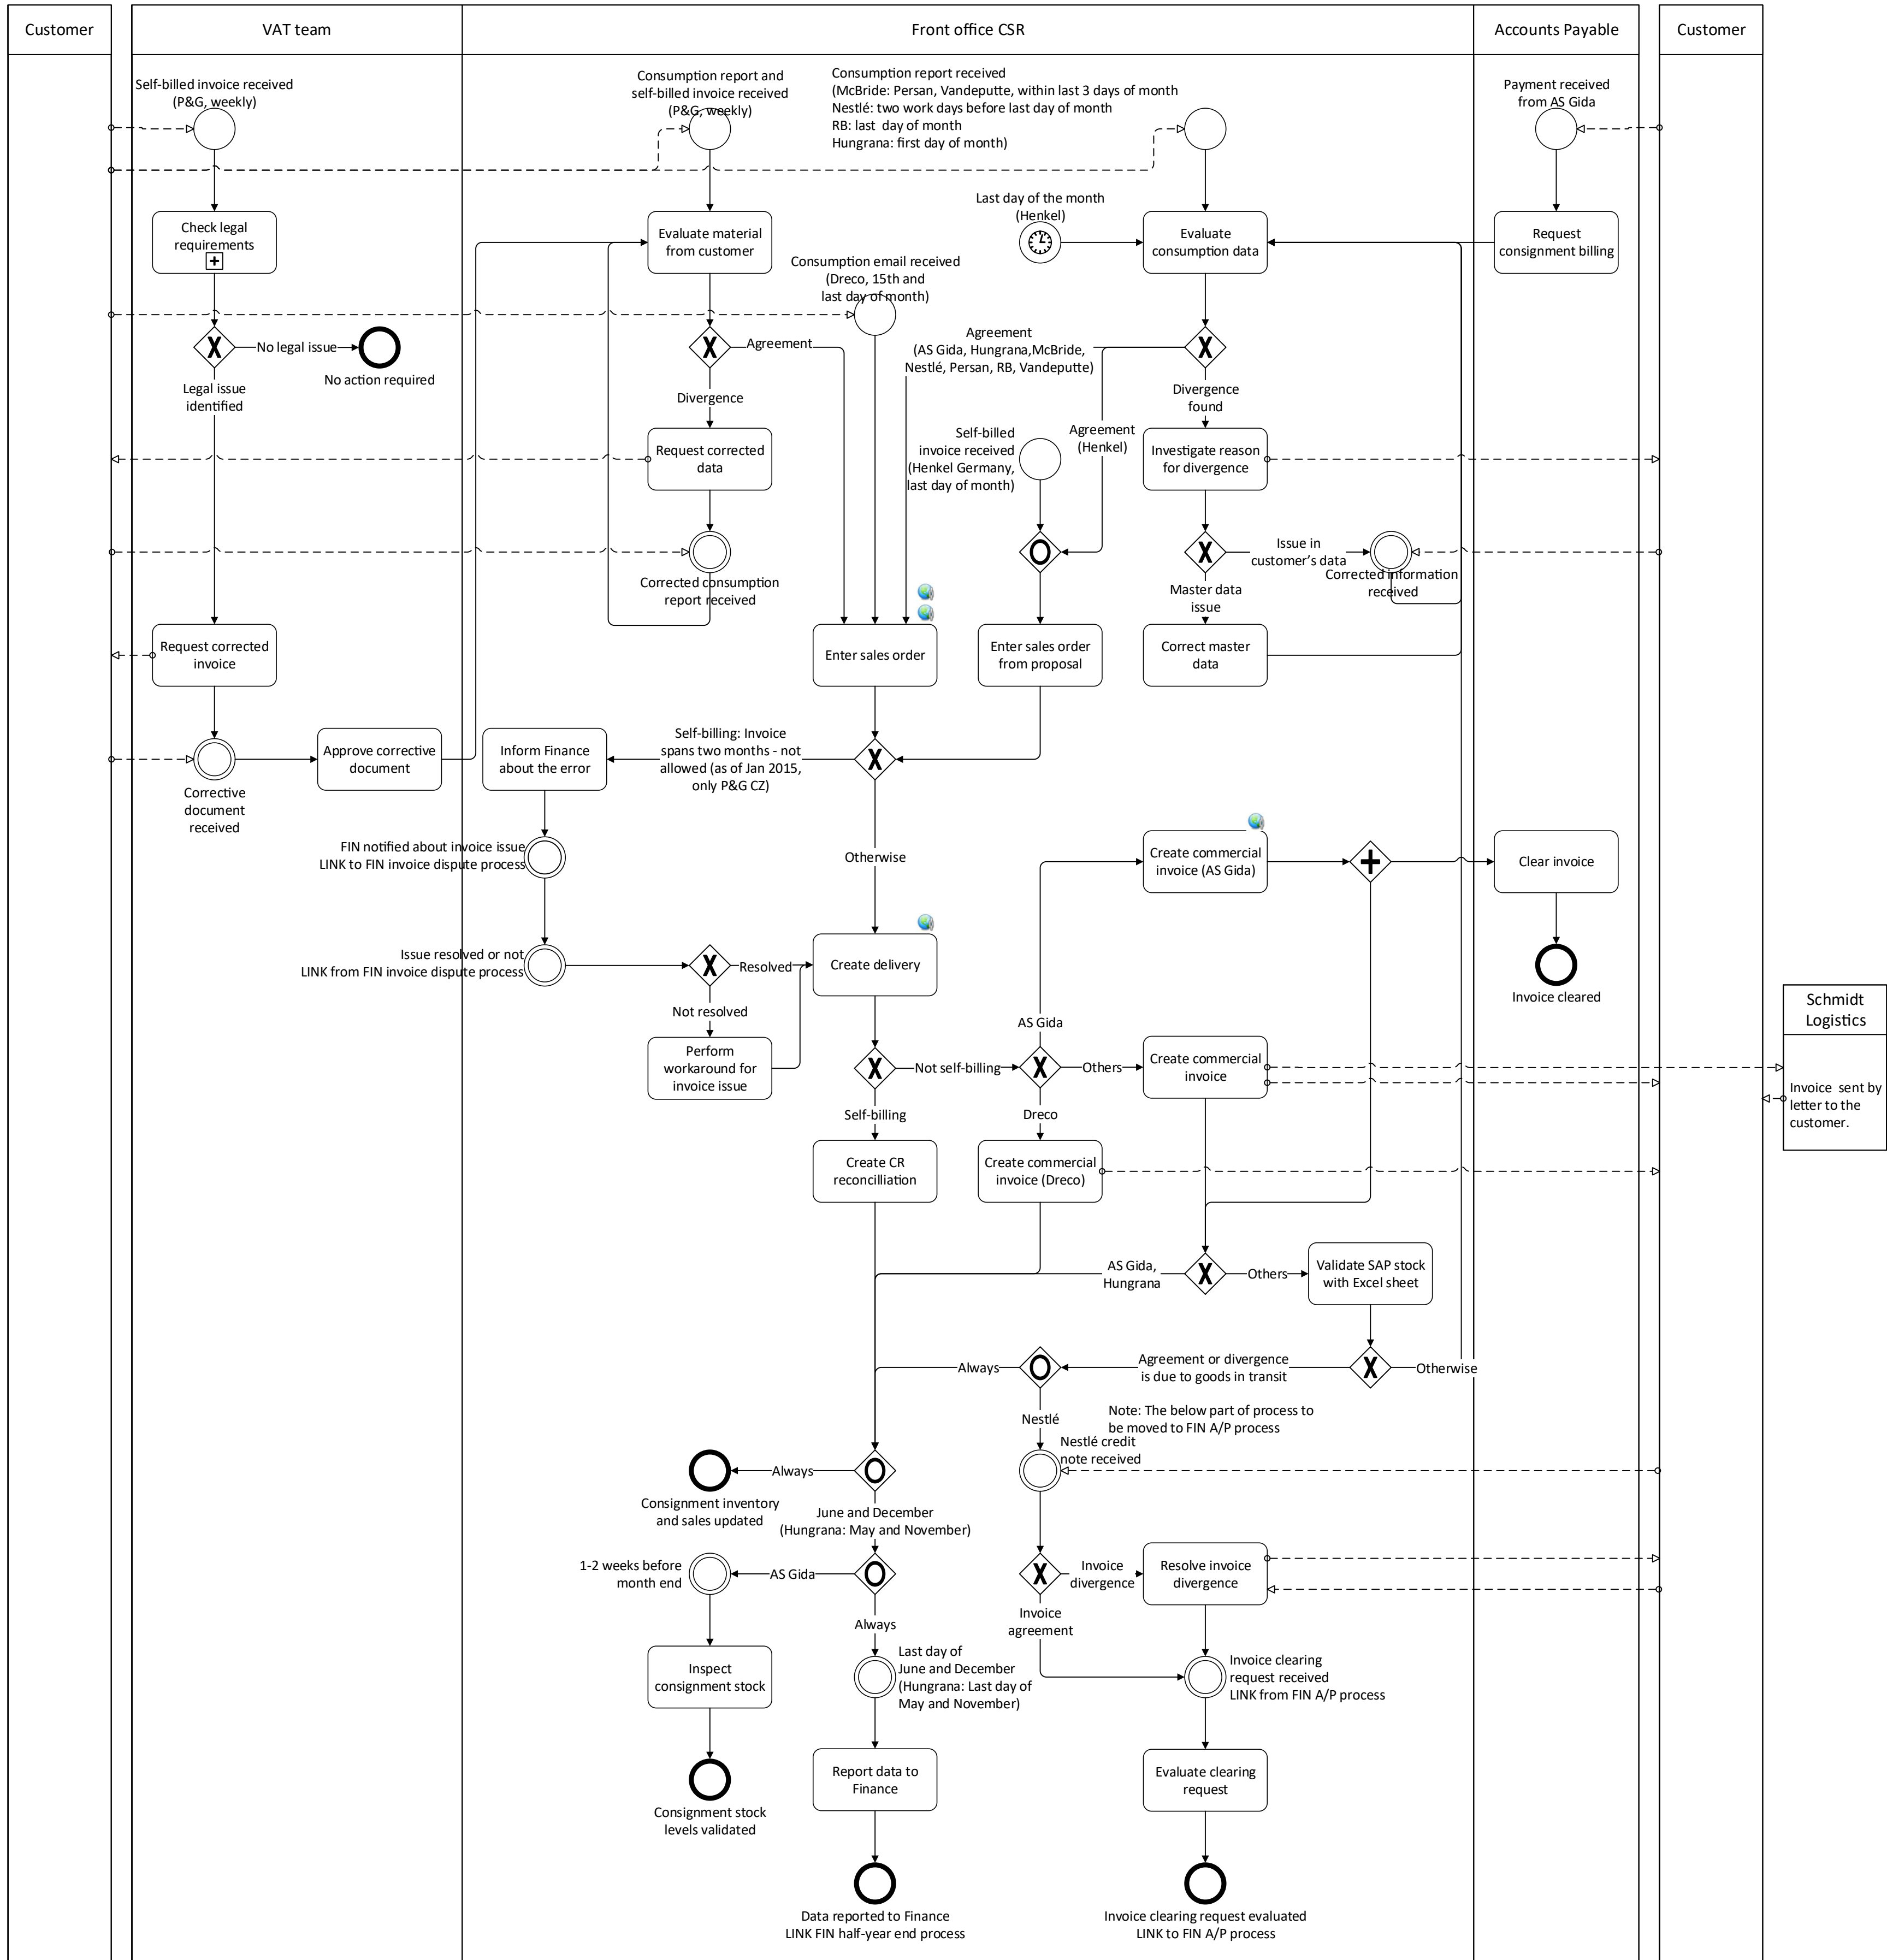 Customer
VAT team
Front office CSR
Accounts Payable
Customer
Self-billed invoice received
(P&G, weekly)
Consumption report and
self-billed invoice received
(P&G, weekly)
Consumption report received
(McBride: Persan, Vandeputte, within last 3 days of month
Nestlé: two work days before last day of month
RB: last  day of month
Hungrana: first day of month)
Payment received
from AS Gida
Check legal
requirements
Evaluate material
from customer
Last day of the month
(Henkel)
Evaluate
consumption data
Request
consignment billing
Consumption email received
(Dreco, 15th and
last day of month)
No legal issue
No action required
Legal issue
identified
Agreement
Divergence
Agreement
(AS Gida, Hungrana,McBride,
Nestlé, Persan, RB, Vandeputte)
Divergence
found
Request corrected
data
Self-billed
invoice received
(Henkel Germany,
last day of month)
Agreement
(Henkel)
Investigate reason
for divergence
Corrected consumption
report received
Issue in
customer's data
Corrected information
received
Master data
issue
Request corrected
invoice
Enter sales order
Enter sales order
from proposal
Correct master
data
Corrective
document
received
Approve corrective
document
Inform Finance
about the error
Self-billing: Invoice
spans two months - not
allowed (as of Jan 2015,
only P&G CZ)
FIN notified about invoice issue
LINK to FIN invoice dispute process
Otherwise
Create commercial
invoice (AS Gida)
Clear invoice
Issue resolved or not
LINK from FIN invoice dispute process
Resolved
Create delivery
Invoice cleared
Not resolved
AS Gida
Schmidt
Logistics
Perform
workaround for
invoice issue
Not self-billing
Others
Create commercial
invoice
Invoice  sent by
letter to the
customer.
Self-billing
Dreco
Create CR
reconcilliation
Create commercial
invoice (Dreco)
AS Gida,
Hungrana
Others
Validate SAP stock
with Excel sheet
Always
Agreement or divergence
is due to goods in transit
Otherwise
Nestlé
Note: The below part of process to
be moved to FIN A/P process
Nestlé credit
note received
Always
Consignment inventory
and sales updated
June and December
(Hungrana: May and November)
1-2 weeks before
month end
AS Gida
Invoice
divergence
Resolve invoice
divergence
Always
Invoice
agreement
Inspect
consignment stock
Last day of
June and December
(Hungrana: Last day of
May and November)
Invoice clearing
request received
LINK from FIN A/P process
Consignment stock
levels validated
Report data to
Finance
Evaluate clearing
request
Data reported to Finance
LINK FIN half-year end process
Invoice clearing request evaluated
LINK to FIN A/P process